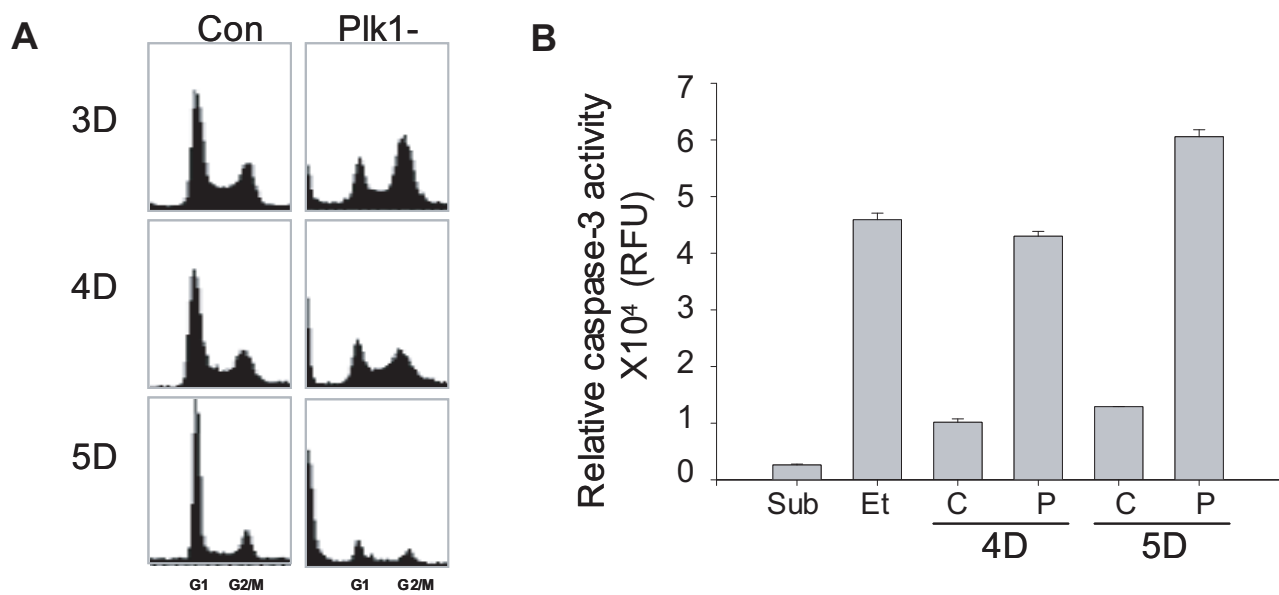 A
Con Plk1-
3D
4D
5D
G1 G2/M G1 G2/M
B
Relative caspase-3 activity
X10⁴ (RFU)
7
6
5
4
3
2
1
0
Sub Et C P C P
4D 5D